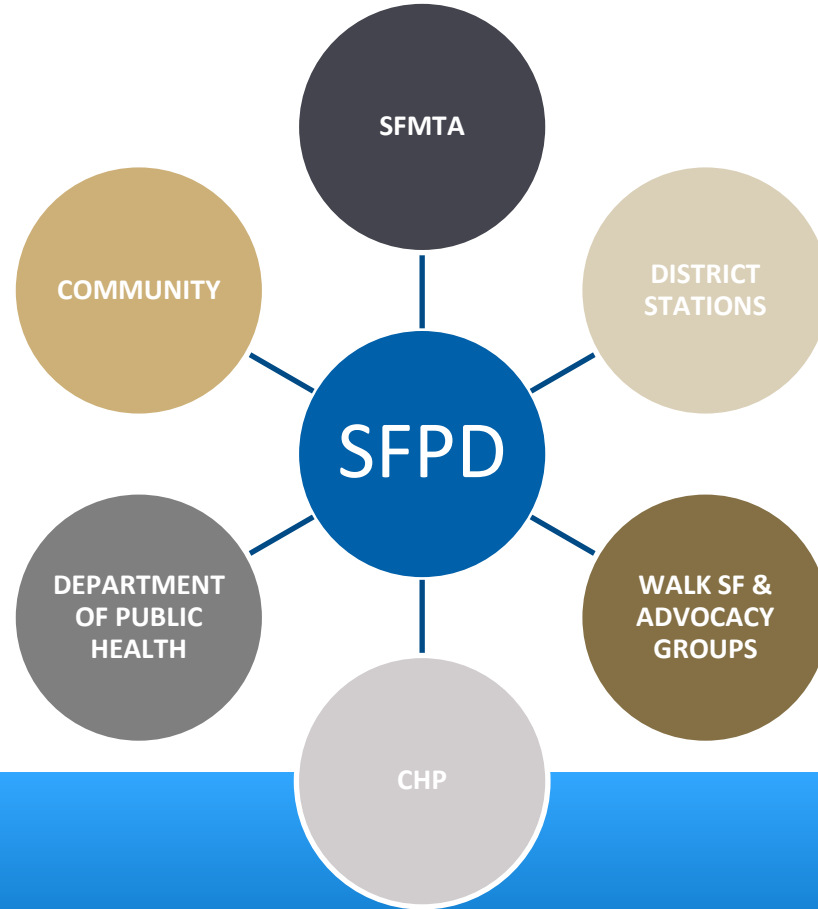 SFMTA
COMMUNITY
DISTRICT
STATIONS
SFPD
DEPARTMENT
OF PUBLIC
HEALTH
WALK SF &
ADVOCACY
GROUPS
CHP